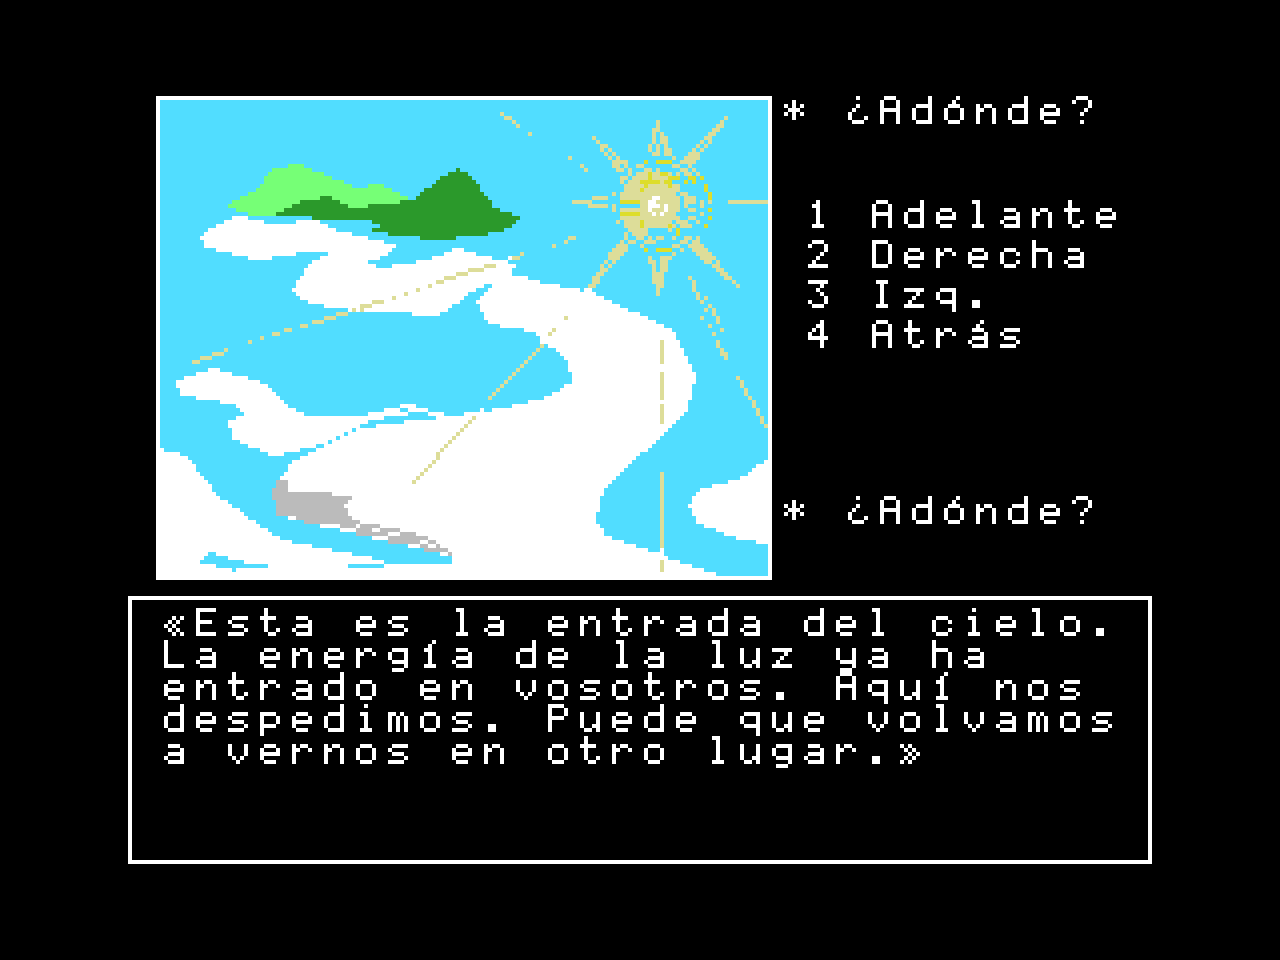 * ¿Adónde?
1 Adelante
2 Derecha
3 Izq.
4 Atrás
* ¿Adónde?
«Esta es la entrada del cielo.
La energía de la luz ya ha
entrado en vosotros. Aquí nos
despedimos. Puede que volvamos
a vernos en otro lugar.»